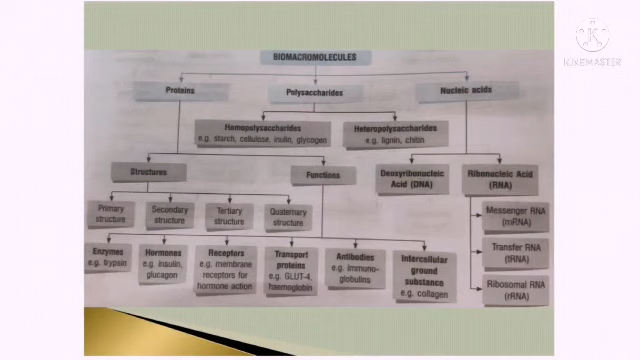 K
KINEMASTER
BIOMACROMOLECULES
Proteins
Polysaccharides
Nucleic acids
Homopolysaccharides
e.g. starch, cellulose, inulin, glycogen
Heteropolysaccharides
e.g. lignin, chitin
Structures
Functions
Deoxyribonucleic
Acid (DNA)
Ribonucleic Acid
(RNA)
Primary
structure
Secondary
structure
Tertiary
structure
Quaternary
structure
Messenger RNA
(mRNA)
Transfer RNA
(tRNA)
Ribosomal RNA
(rRNA)
Enzymes
e.g. trypsin
Hormones
e.g. insulin,
glucagon
Receptors
e.g. membrane
receptors for
hormone action
Transport
proteins
e.g. GLUT-4,
haemoglobin
Antibodies
e.g. immuno-
globulins
Intercellular
ground
substance
e.g. collagen